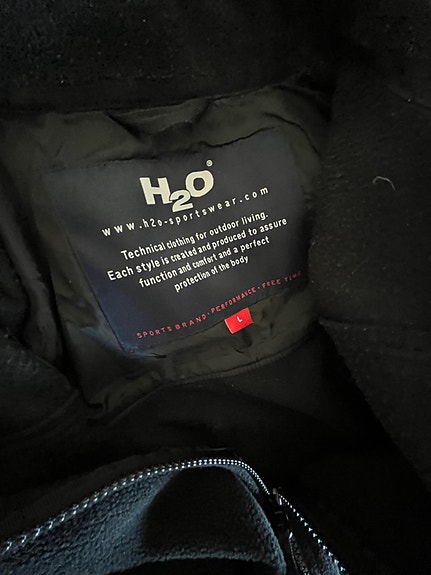 H2O®
www.h2o-sportswear.com
Technical clothing for outdoor living.
Each style is created and produced to assure
function and comfort and a perfect
protection of the body
SPORTS BRAND·PERFORMANCE·FREE TIME
L